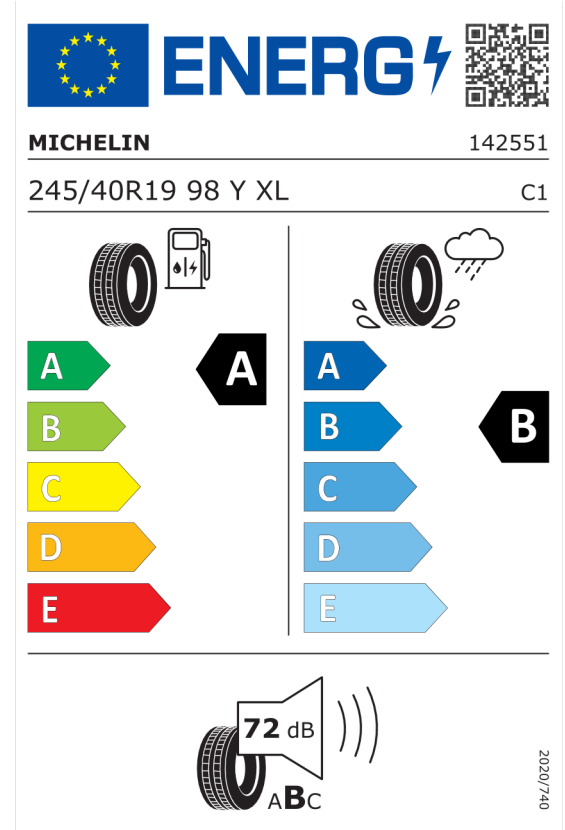 ENERG
MICHELIN 142551
245/40R19 98 Y XL C1
A A
B
C
D
E
A
B B
C
D
E
72 dB
ABC
2020/740